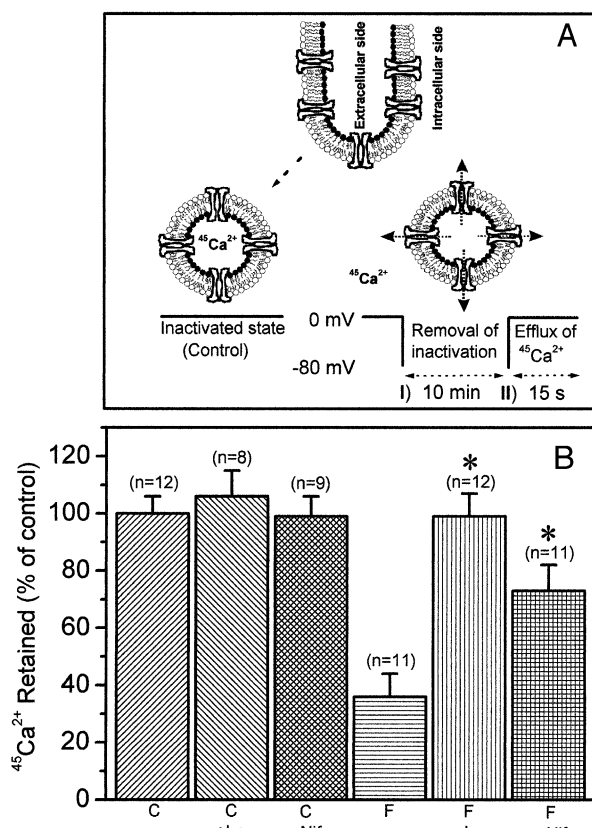 A
Extracellular side
Intracellular side
45Ca2+
45Ca2+
Inactivated state
(Control)
0 mV
-80 mV
Removal of
inactivation
Efflux of
45Ca2+
I) 10 min II) 15 s
B
45Ca2+ Retained (% of control)
120
100
80
60
40
20
0
(n=12)
(n=8)
(n=9)
(n=11)
*
(n=12)
*
(n=11)
C C C F F F